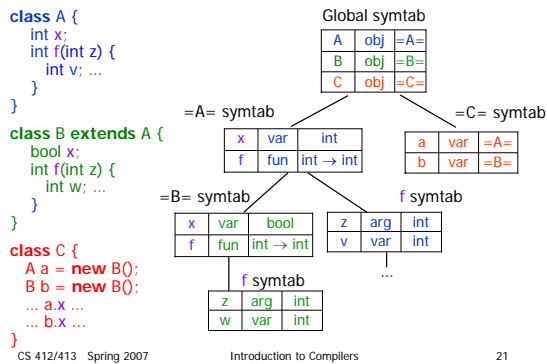 class A {
int x;
int f(int z) {
int v; ...
}
}
class B extends A {
bool x;
int f(int z) {
int w; ...
}
}
class C {
A a = new B();
B b = new B();
... a.x ...
... b.x ...
}
Global symtab
A obj =A=
B obj =B=
C obj =C=
=A= symtab
x var int
f fun int → int
=C= symtab
a var =A=
b var =B=
=B= symtab
x var bool
f fun int → int
f symtab
z arg int
v var int
...
f symtab
z arg int
w var int
CS 412/413 Spring 2007 Introduction to Compilers 21